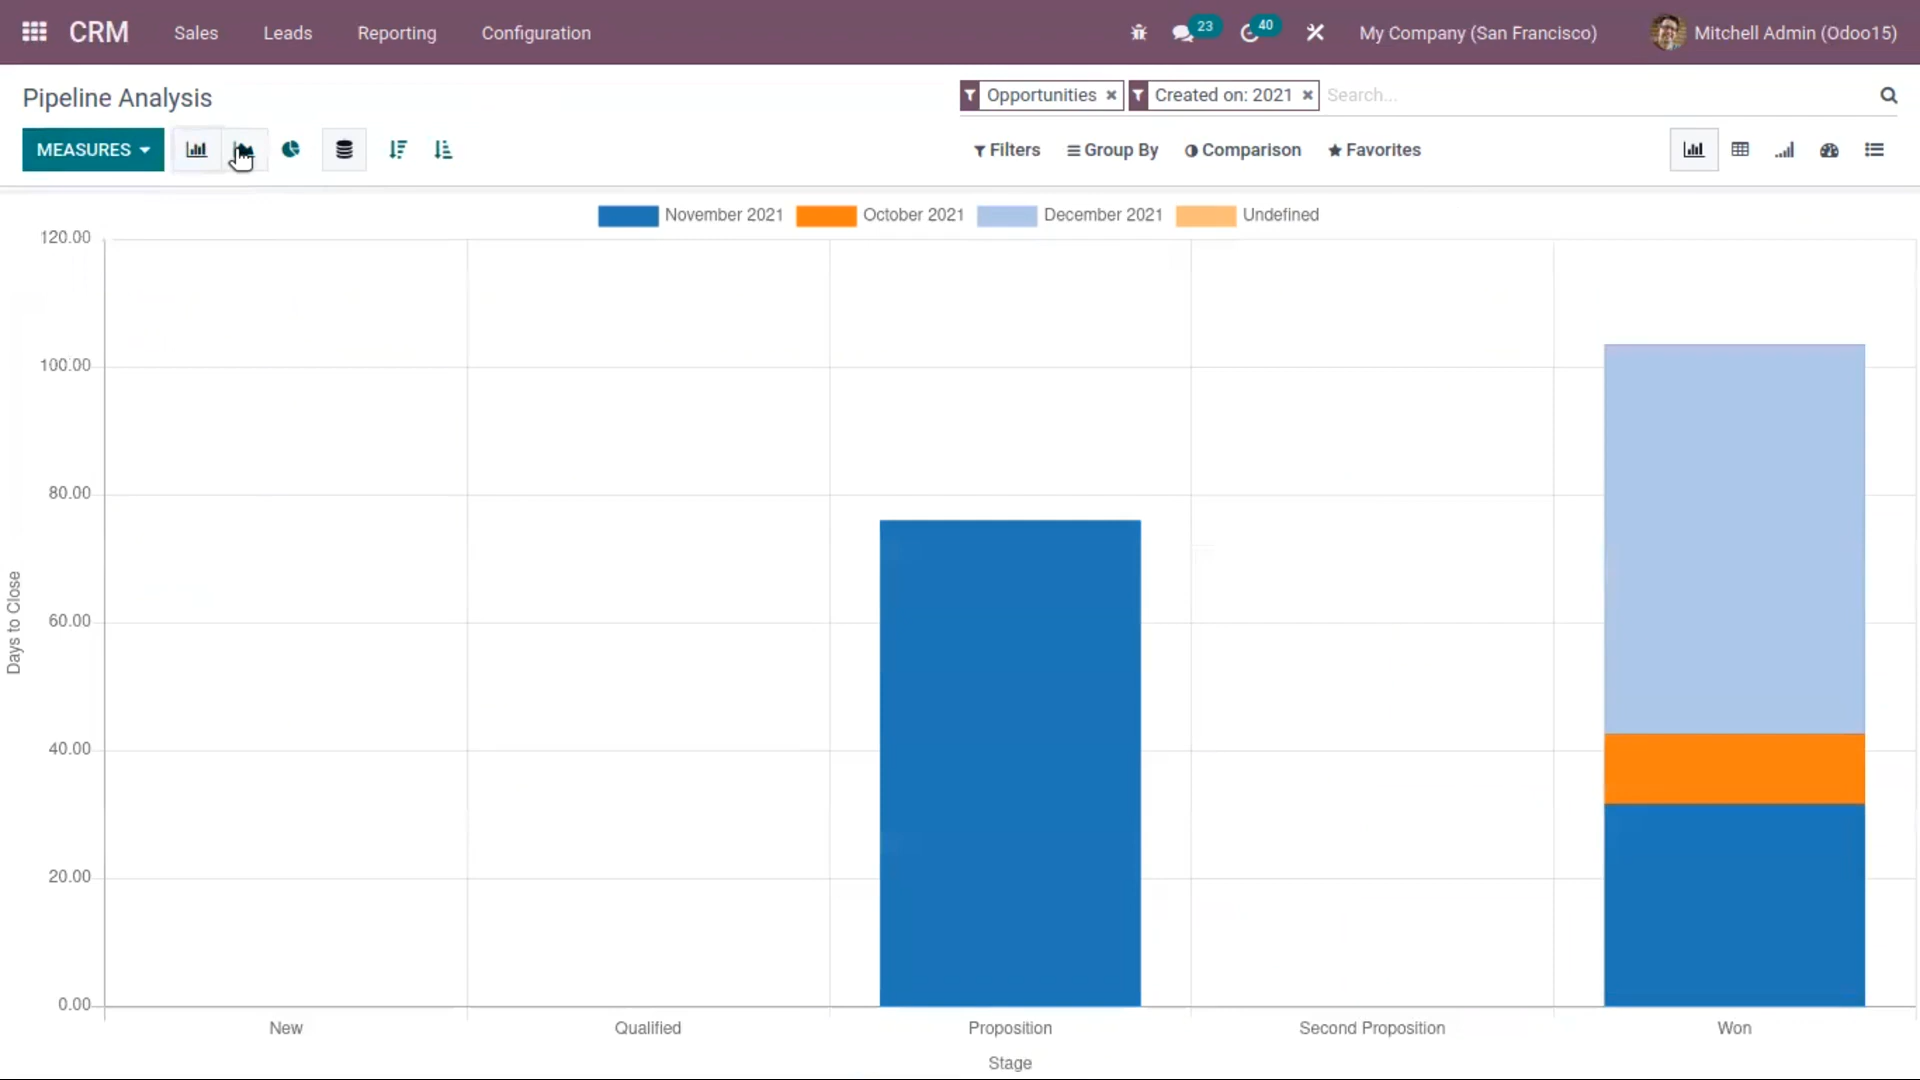 CRM Sales Leads Reporting Configuration 23 40 My Company (San Francisco) Mitchell Admin (Odoo15)
Pipeline Analysis
Opportunities × Created on: 2021 × Search...
MEASURES
Filters Group By Comparison Favorites
November 2021 October 2021 December 2021 Undefined
120.00
100.00
80.00
60.00
40.00
20.00
0.00
Days to Close
New Qualified Proposition Second Proposition Won
Stage